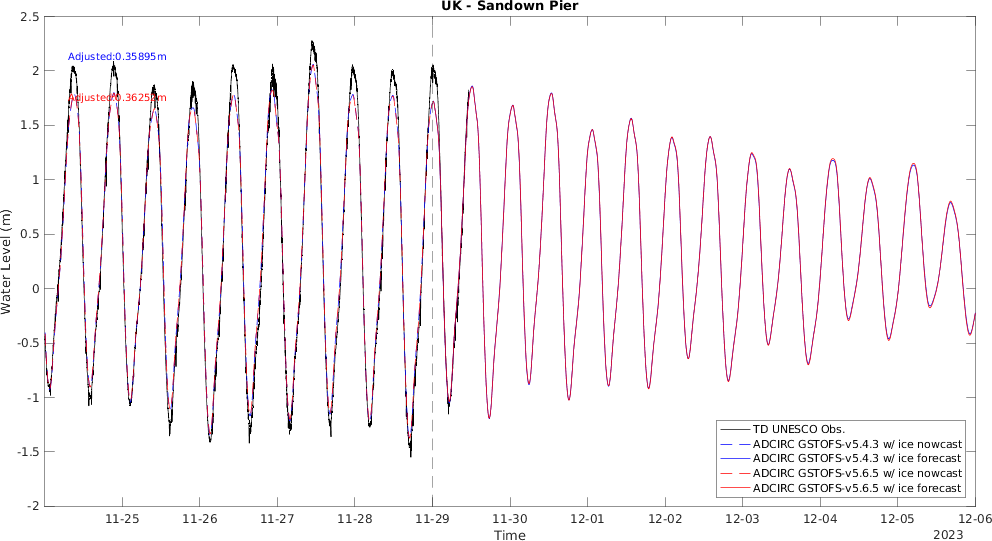 UK - Sandown Pier
2.5
2
1.5
1
0.5
0
-0.5
-1
-1.5
-2
Water Level (m)
Adjusted:0.35895m
TD UNESCO Obs.
ADCIRC GSTOFS-v5.4.3 w/ ice nowcast
ADCIRC GSTOFS-v5.4.3 w/ ice forecast
ADCIRC GSTOFS-v5.6.5 w/ ice nowcast
ADCIRC GSTOFS-v5.6.5 w/ ice forecast
11-25 11-26 11-27 11-28 11-29 11-30 12-01 12-02 12-03 12-04 12-05 12-06
Time
2023